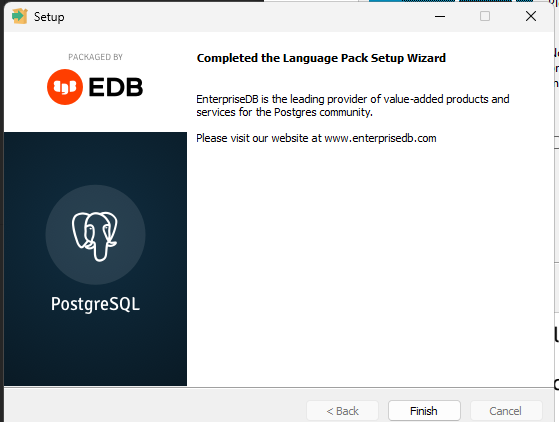 Setup
PACKAGED BY
EDB
PostgreSQL
Completed the Language Pack Setup Wizard
EnterpriseDB is the leading provider of value-added products and
services for the Postgres community.
Please visit our website at www.enterprisedb.com
< Back
Finish
Cancel